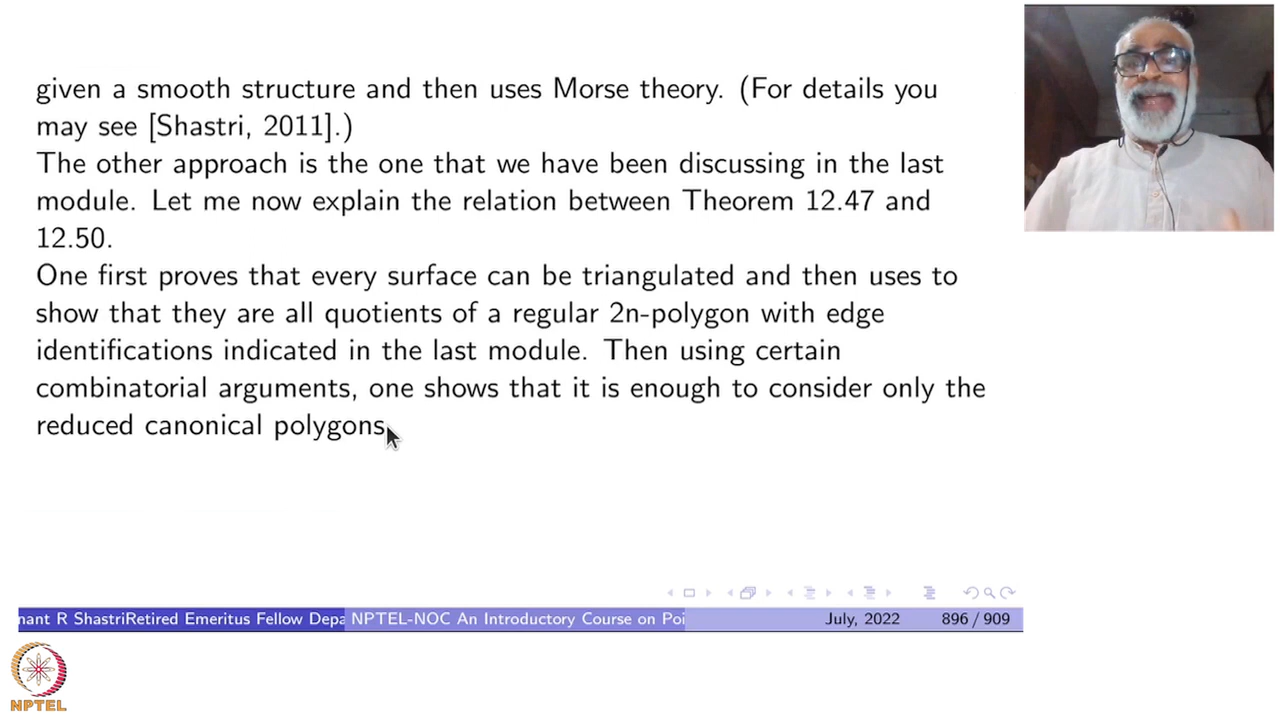 given a smooth structure and then uses Morse theory. (For details you
may see [Shastri, 2011].)
The other approach is the one that we have been discussing in the last
module. Let me now explain the relation between Theorem 12.47 and
12.50.
One first proves that every surface can be triangulated and then uses to
show that they are all quotients of a regular 2n-polygon with edge
identifications indicated in the last module. Then using certain
combinatorial arguments, one shows that it is enough to consider only the
reduced canonical polygons.
nant R ShastriRetired Emeritus Fellow Depa NPTEL-NOC An Introductory Course on Poi July, 2022 896 / 909
NPTEL